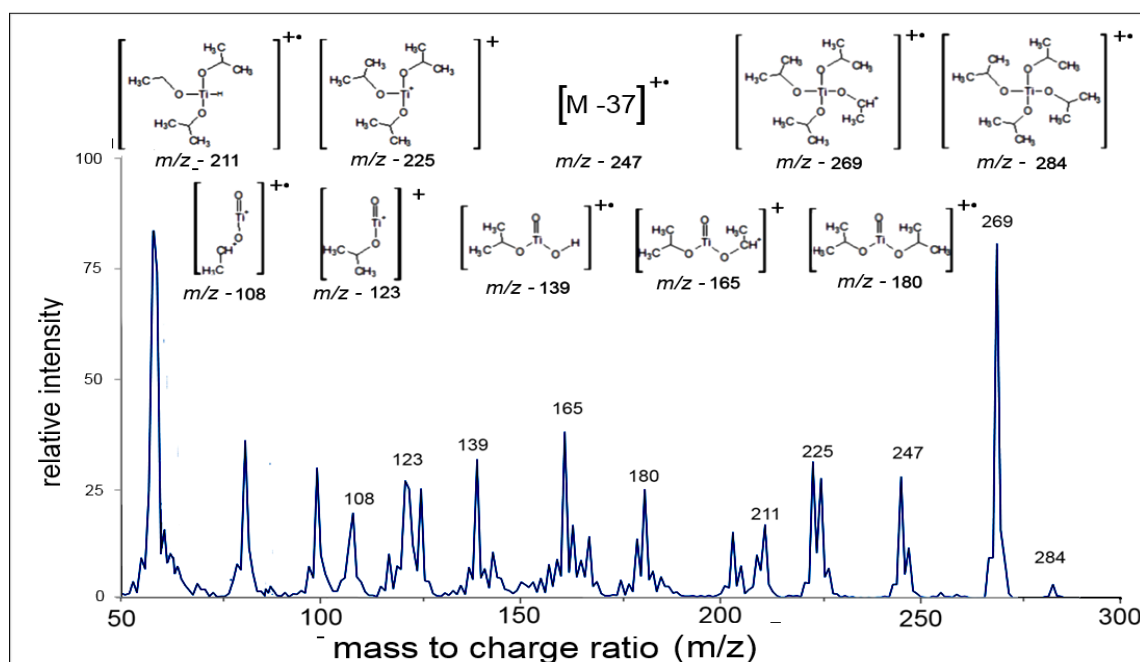 [M -37]+•
m/z - 211
m/z - 225
m/z - 247
m/z - 269
m/z - 284
m/z - 108
m/z - 123
m/z - 139
m/z - 165
m/z - 180
relative intensity
100
75
50
25
0
108
123
139
165
180
211
225
247
269
284
50
100
150
200
250
300
mass to charge ratio (m/z)